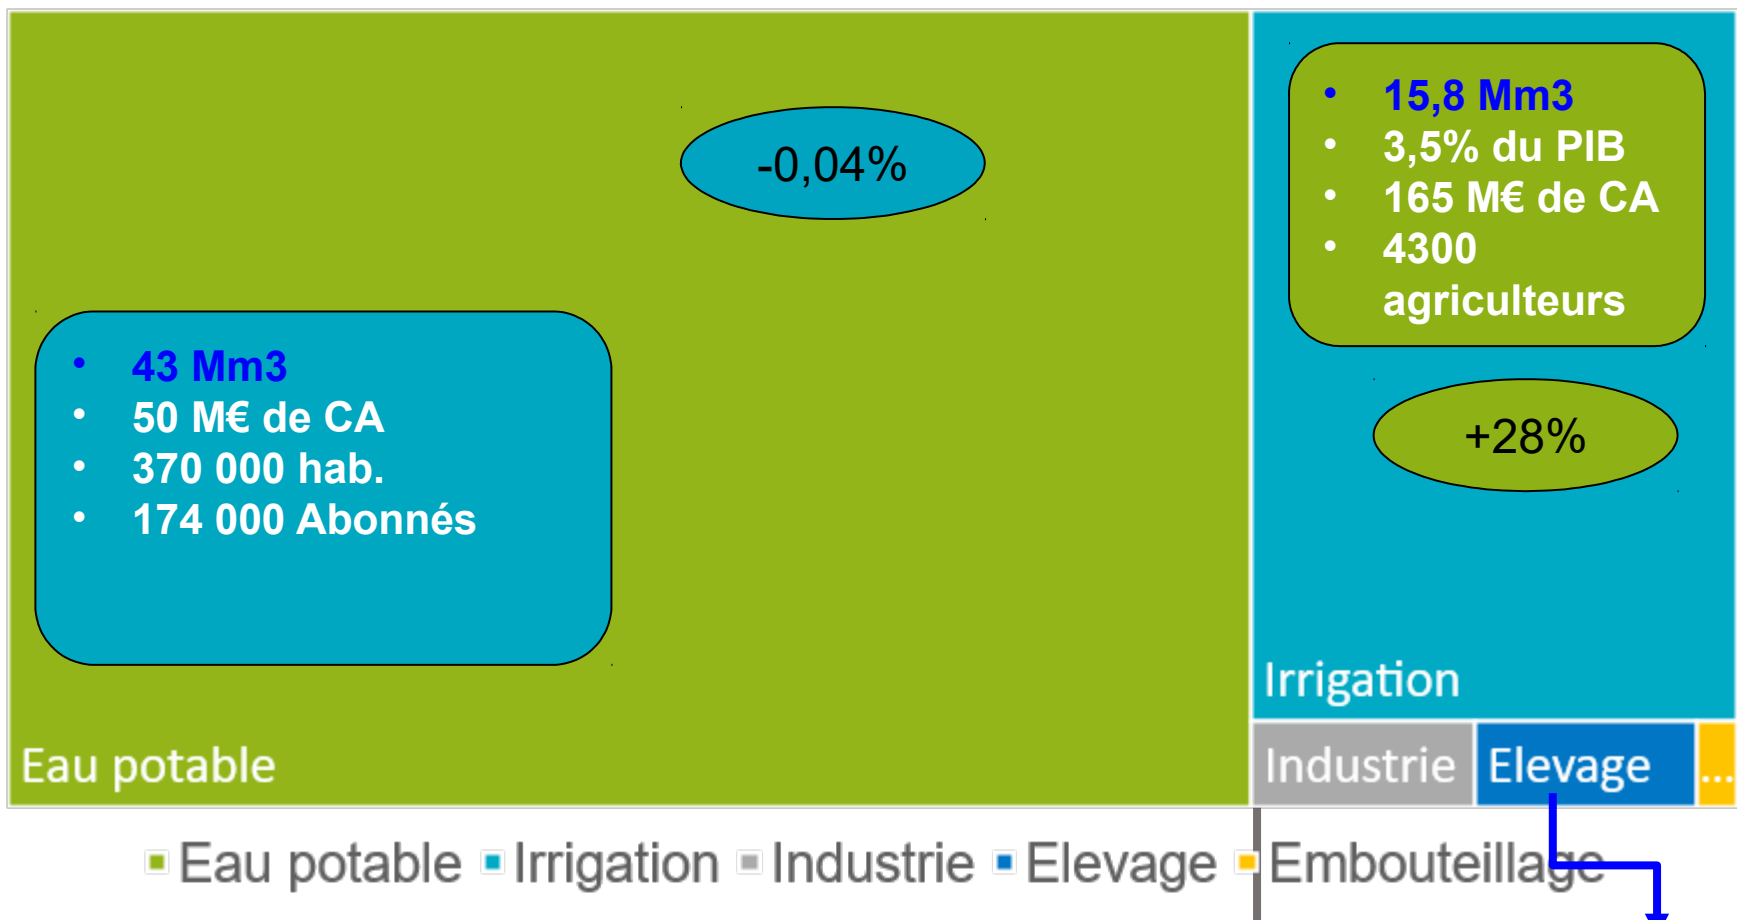 -0,04%
• 43 Mm3
• 50 M€ de CA
• 370 000 hab.
• 174 000 Abonnés
Eau potable
• 15,8 Mm3
• 3,5% du PIB
• 165 M€ de CA
• 4300
agriculteurs
+28%
Irrigation
Industrie
Elevage
...
Eau potable Irrigation Industrie Elevage Embouteillage